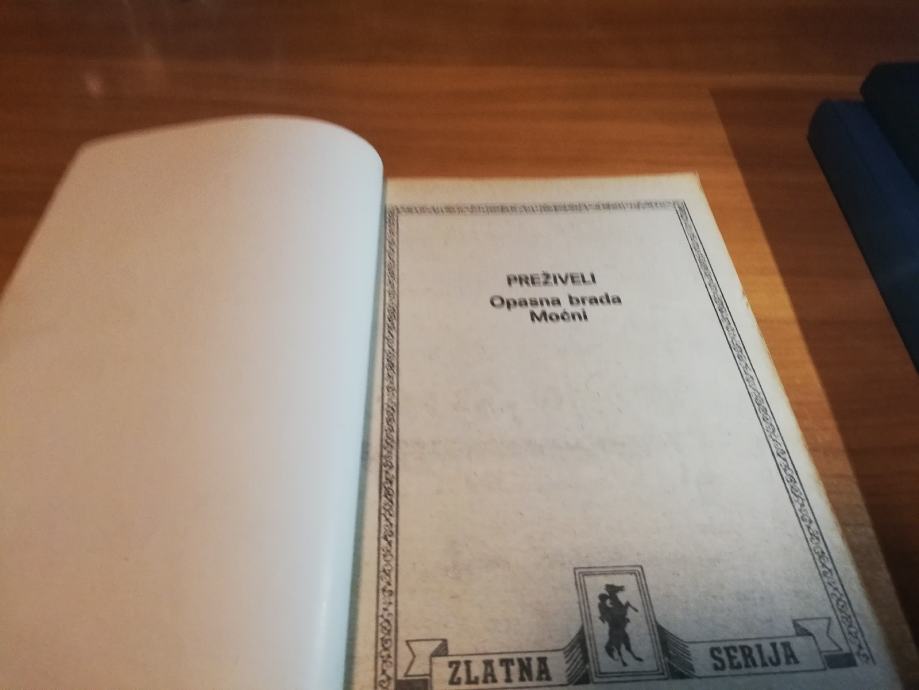 PREŽIVELI
Opasna brada
Moćni
ZLATNA SERIJA